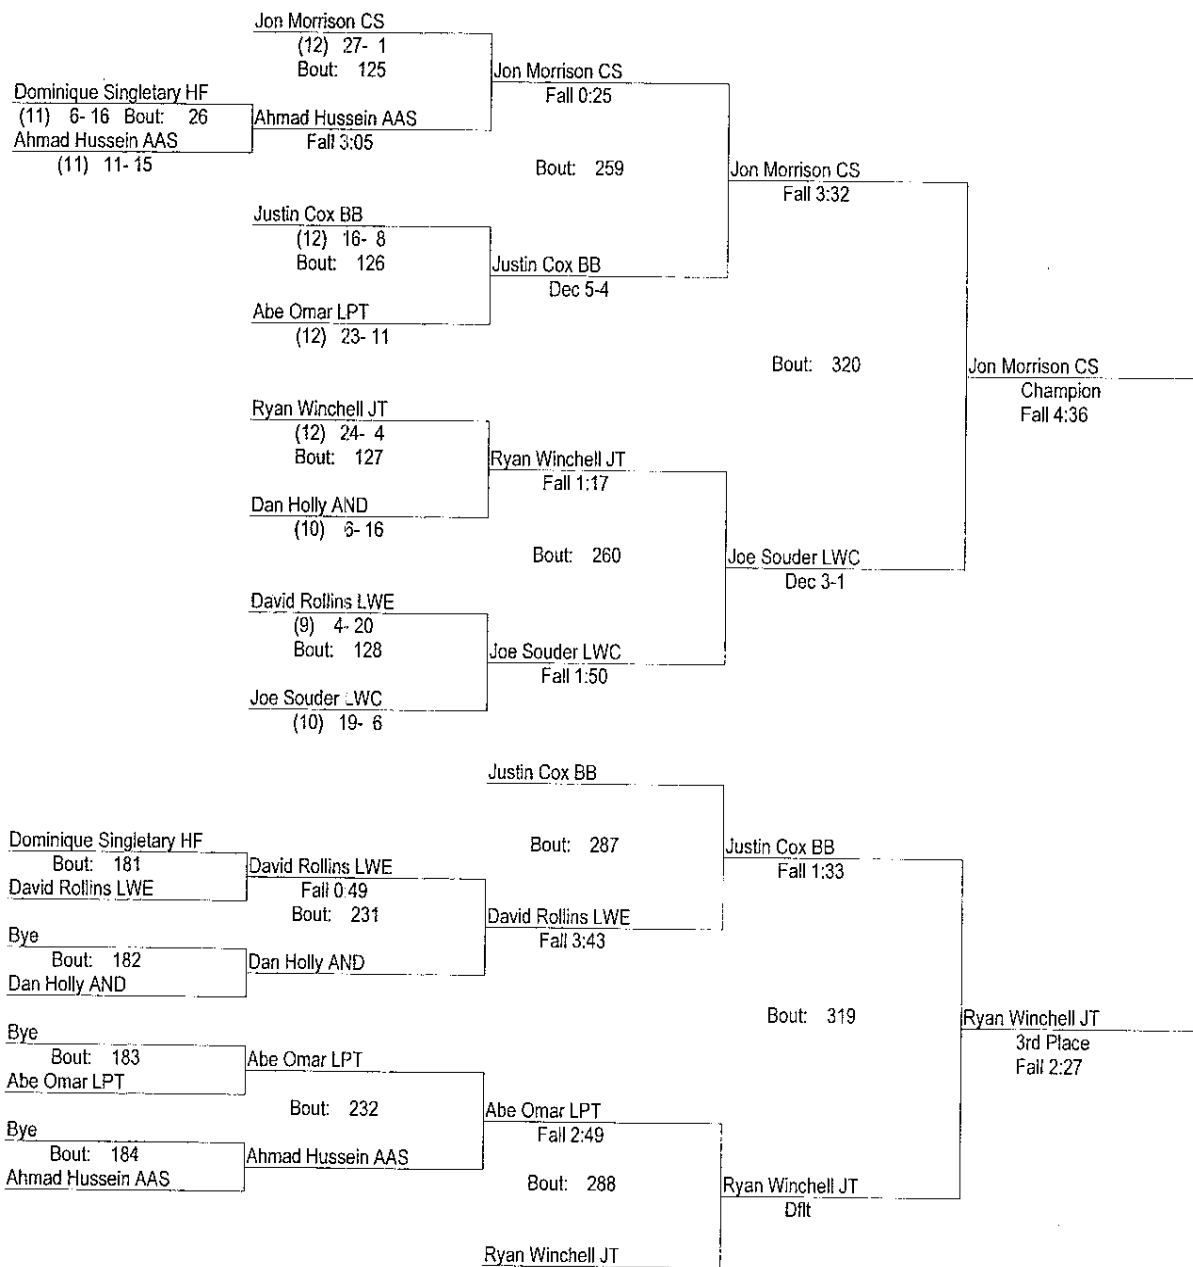 Jon Morrison CS
(12) 27- 1
Bout: 125
Jon Morrison CS
Fall 0:25
Dominique Singletary HF
(11) 6- 16 Bout: 26
Ahmad Hussein AAS
(11) 11- 15
Ahmad Hussein AAS
Fall 3:05
Bout: 259
Jon Morrison CS
Fall 3:32
Justin Cox BB
(12) 16- 8
Bout: 126
Justin Cox BB
Dec 5-4
Abe Omar LPT
(12) 23- 11
Bout: 320
Jon Morrison CS
Champion
Fall 4:36
Ryan Winchell JT
(12) 24- 4
Bout: 127
Ryan Winchell JT
Fall 1:17
Dan Holly AND
(10) 6- 16
Bout: 260
Joe Souder LWC
Dec 3-1
David Rollins LWE
(9) 4- 20
Bout: 128
Joe Souder LWC
Fall 1:50
Joe Souder LWC
(10) 19- 6
Justin Cox BB
Bout: 287
Justin Cox BB
Fall 1:33
Dominique Singletary HF
Bout: 181
David Rollins LWE
David Rollins LWE
Fall 0:49
Bout: 231
David Rollins LWE
Fall 3:43
Bye
Bout: 182
Dan Holly AND
Dan Holly AND
Bout: 319
Ryan Winchell JT
3rd Place
Fall 2:27
Bye
Bout: 183
Abe Omar LPT
Abe Omar LPT
Bout: 232
Abe Omar LPT
Fall 2:49
Bye
Bout: 184
Ahmad Hussein AAS
Ahmad Hussein AAS
Bout: 288
Ryan Winchell JT
Dflt
Ryan Winchell JT